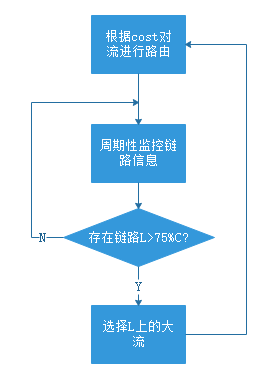 根据cost对
流进行路由
周期性监控链
路信息
存在链路L>75%C?
N
Y
选择L上的大
流